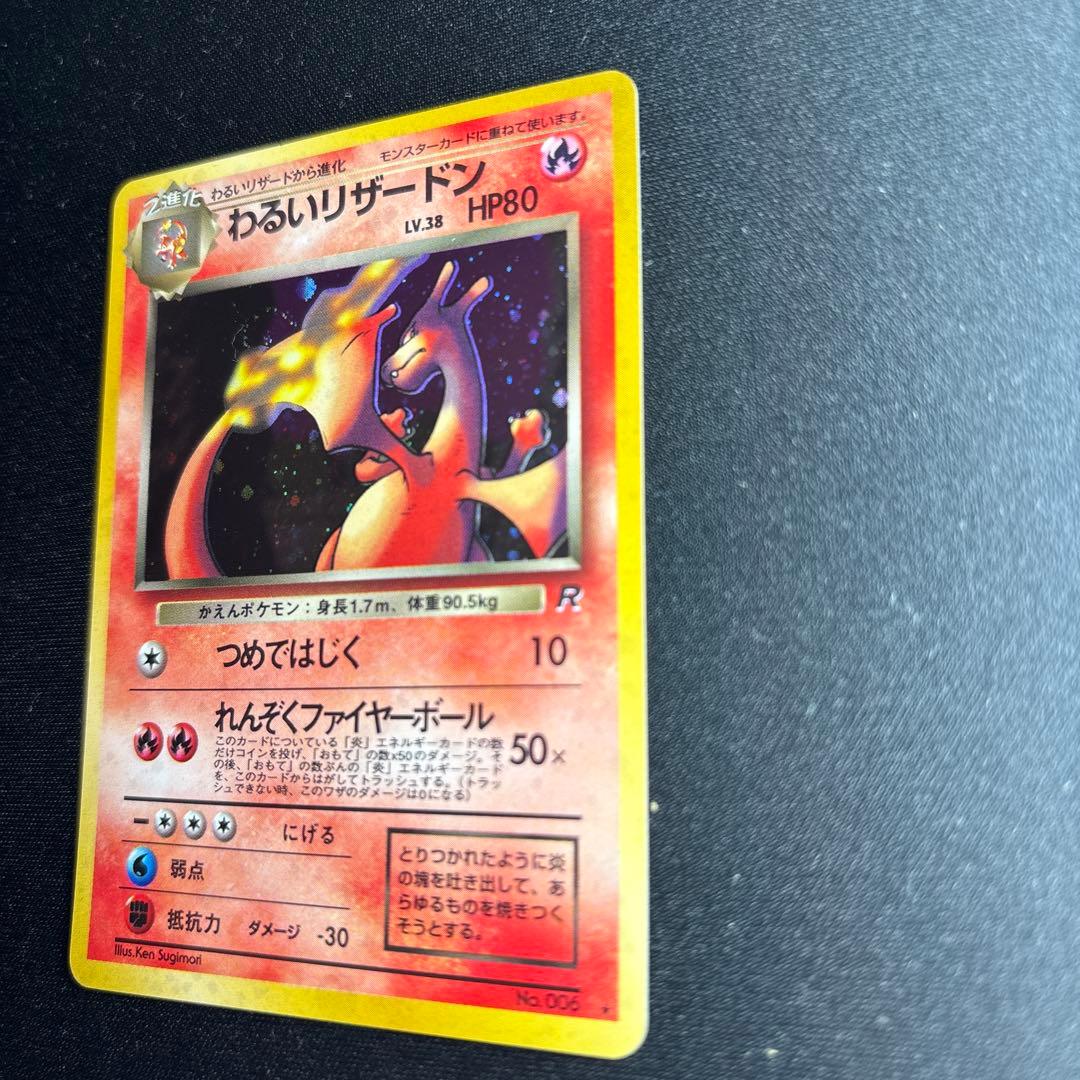 モンスターカードに重ねて使います。
わるいリザードから進化
2進化
わるいリザードン
LV.38 HP80
かえんポケモン：身長1.7m、体重90.5kg
R
つめではじく 10
れんぞくファイヤーボール
このカードについている「炎」エネルギーカードの数
だけコインを投げ、「おもて」の数x50のダメージ。そ
の後、「おもて」の数ぶんの「炎」エネルギーカード
を、このカードからはがしてトラッシュする。（トラッ
シュできない時、このワザのダメージは0になる）
50×
にげる
弱点
抵抗力 ダメージ -30
とりつかれたように炎
の塊を吐き出して、あ
らゆるものを焼きつく
そうとする。
Illus.Ken Sugimori
No.006 ★